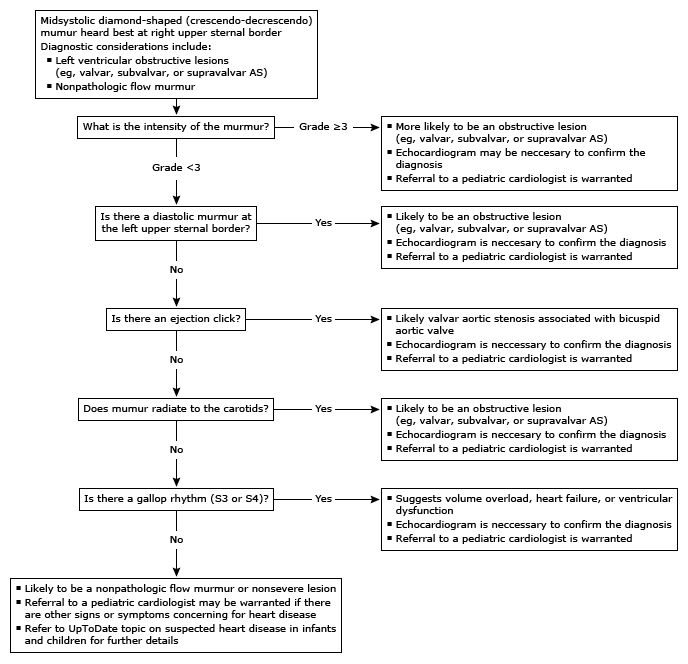 Midsystolic diamond-shaped (crescendo-decrescendo)
mumur heard best at right upper sternal border
Diagnostic considerations include:
▪ Left ventricular obstructive lesions
(eg, valvar, subvalvar, or supravalvar AS)
▪ Nonpathologic flow murmur
What is the intensity of the murmur?
Grade ≥3
▪ More likely to be an obstructive lesion
(eg, valvar, subvalvar, or supravalvar AS)
▪ Echocardiogram may be neccesary to confirm the
diagnosis
▪ Referral to a pediatric cardiologist is warranted
Grade <3
Is there a diastolic murmur at
the left upper sternal border?
Yes
▪ Likely to be an obstructive lesion
(eg, valvar, subvalvar, or supravalvar AS)
▪ Echocardiogram is neccesary to confirm the diagnosis
▪ Referral to a pediatric cardiologist is warranted
No
Is there an ejection click?
Yes
▪ Likely valvar aortic stenosis associated with bicuspid
aortic valve
▪ Echocardiogram is neccessary to confirm the diagnosis
▪ Referral to a pediatric cardiologist is warranted
No
Does mumur radiate to the carotids?
Yes
▪ Likely to be an obstructive lesion
(eg, valvar, subvalvar, or supravalvar AS)
▪ Echocardiogram is neccesary to confirm the diagnosis
▪ Referral to a pediatric cardiologist is warranted
No
Is there a gallop rhythm (S3 or S4)?
Yes
▪ Suggests volume overload, heart failure, or ventricular
dysfunction
▪ Echocardiogram is neccessary to confirm the diagnosis
▪ Referral to a pediatric cardiologist is warranted
No
▪ Likely to be a nonpathologic flow murmur or nonsevere lesion
▪ Referral to a pediatric cardiologist may be warranted if there
are other signs or symptoms concerning for heart disease
▪ Refer to UpToDate topic on suspected heart disease in infants
and children for further details